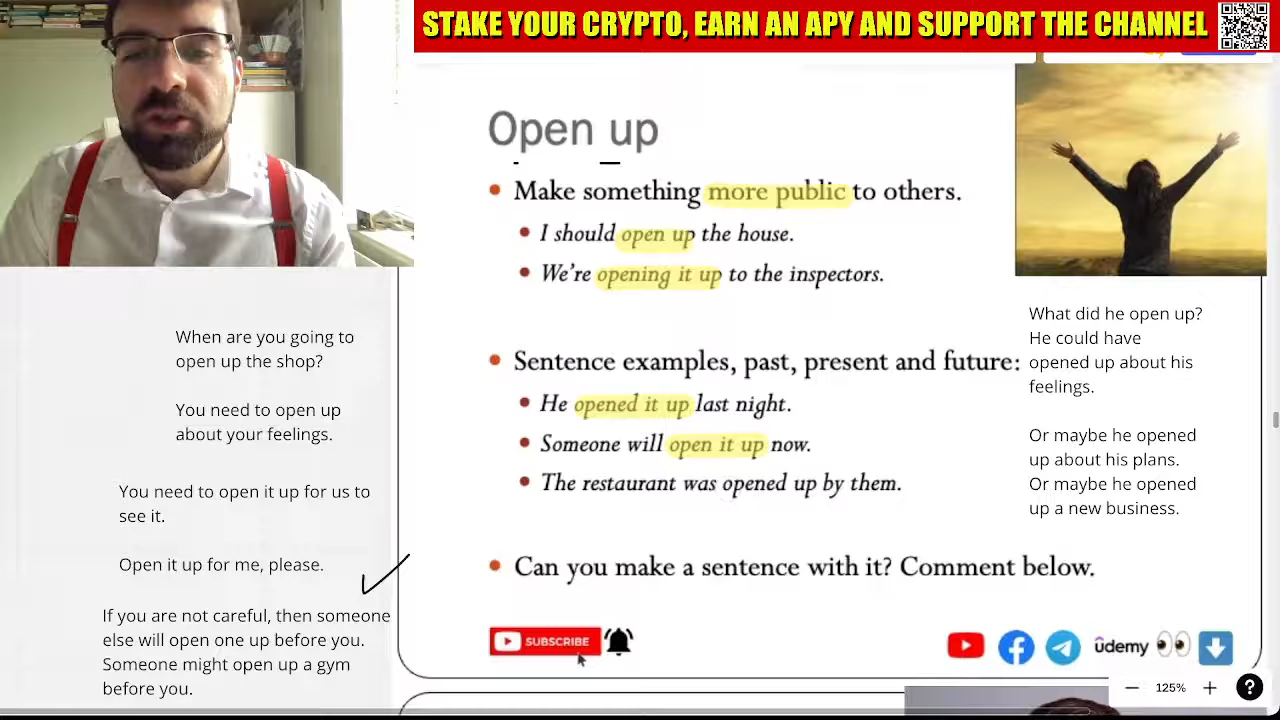 STAKE YOUR CRYPTO, EARN AN APY AND SUPPORT THE CHANNEL
Open up
Make something more public to others.
I should open up the house.
We're opening it up to the inspectors.
Sentence examples, past, present and future:
He opened it up last night.
Someone will open it up now.
The restaurant was opened up by them.
Can you make a sentence with it? Comment below.
SUBSCRIBE
udemy
When are you going to
open up the shop?
You need to open up
about your feelings.
You need to open it up for us to
see it.
Open it up for me, please.
If you are not careful, then someone
else will open one up before you.
Someone might open up a gym
before you.
What did he open up?
He could have
opened up about his
feelings.
Or maybe he opened
up about his plans.
Or maybe he opened
up a new business.
125%